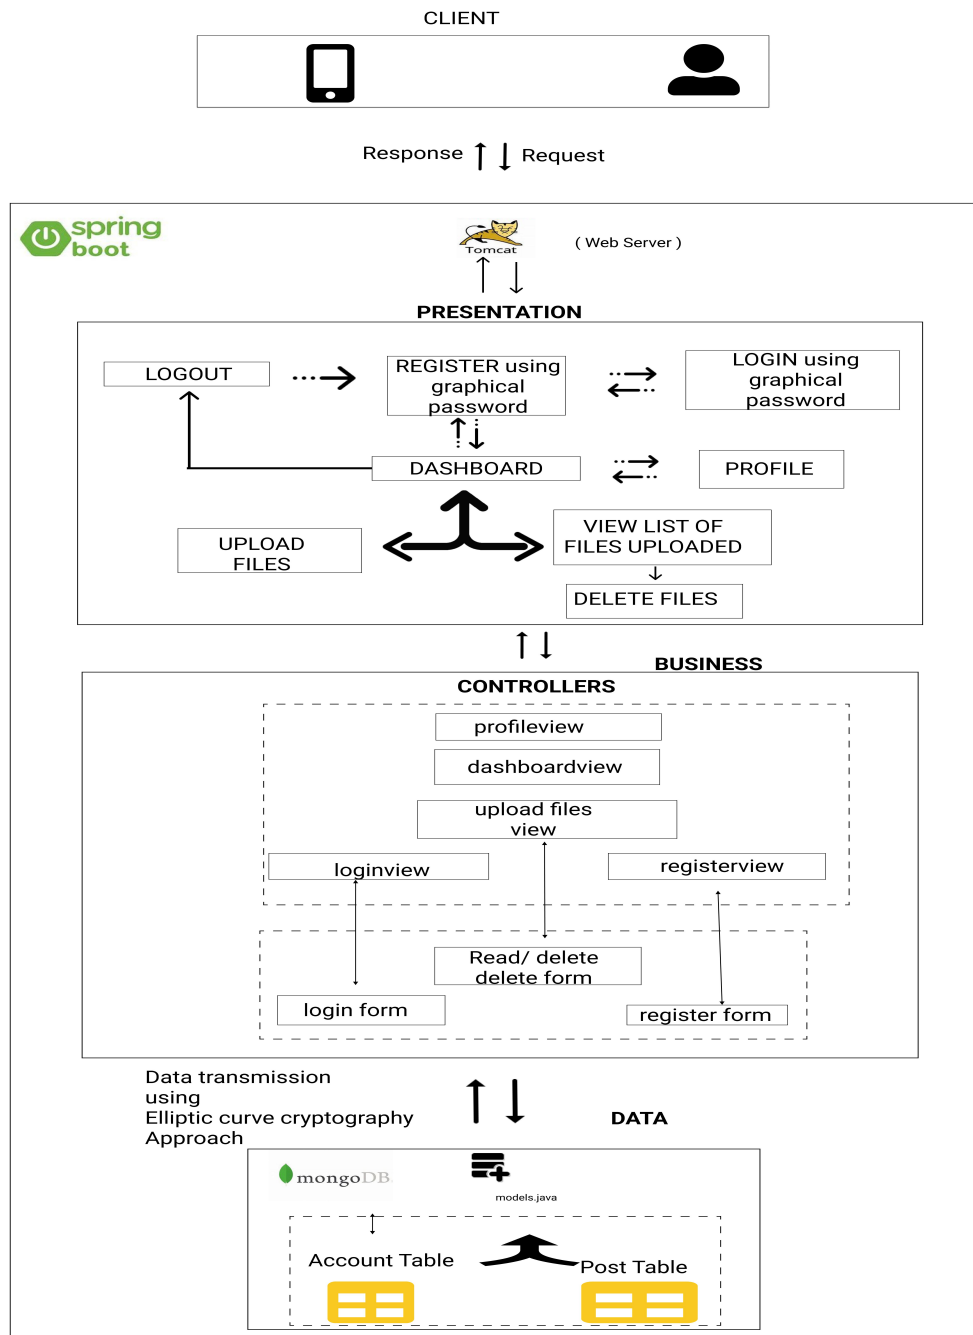 CLIENT
Response
Request
spring
boot
Tomcat
( Web Server )
PRESENTATION
LOGOUT
REGISTER using
graphical
password
LOGIN using
graphical
password
DASHBOARD
PROFILE
UPLOAD
FILES
VIEW LIST OF
FILES UPLOADED
DELETE FILES
BUSINESS
CONTROLLERS
profileview
dashboardview
upload files
view
loginview
registerview
Read/ delete
delete form
login form
register form
Data transmission
using
Elliptic curve cryptography
Approach
DATA
mongoDB.
models.java
Account Table
Post Table